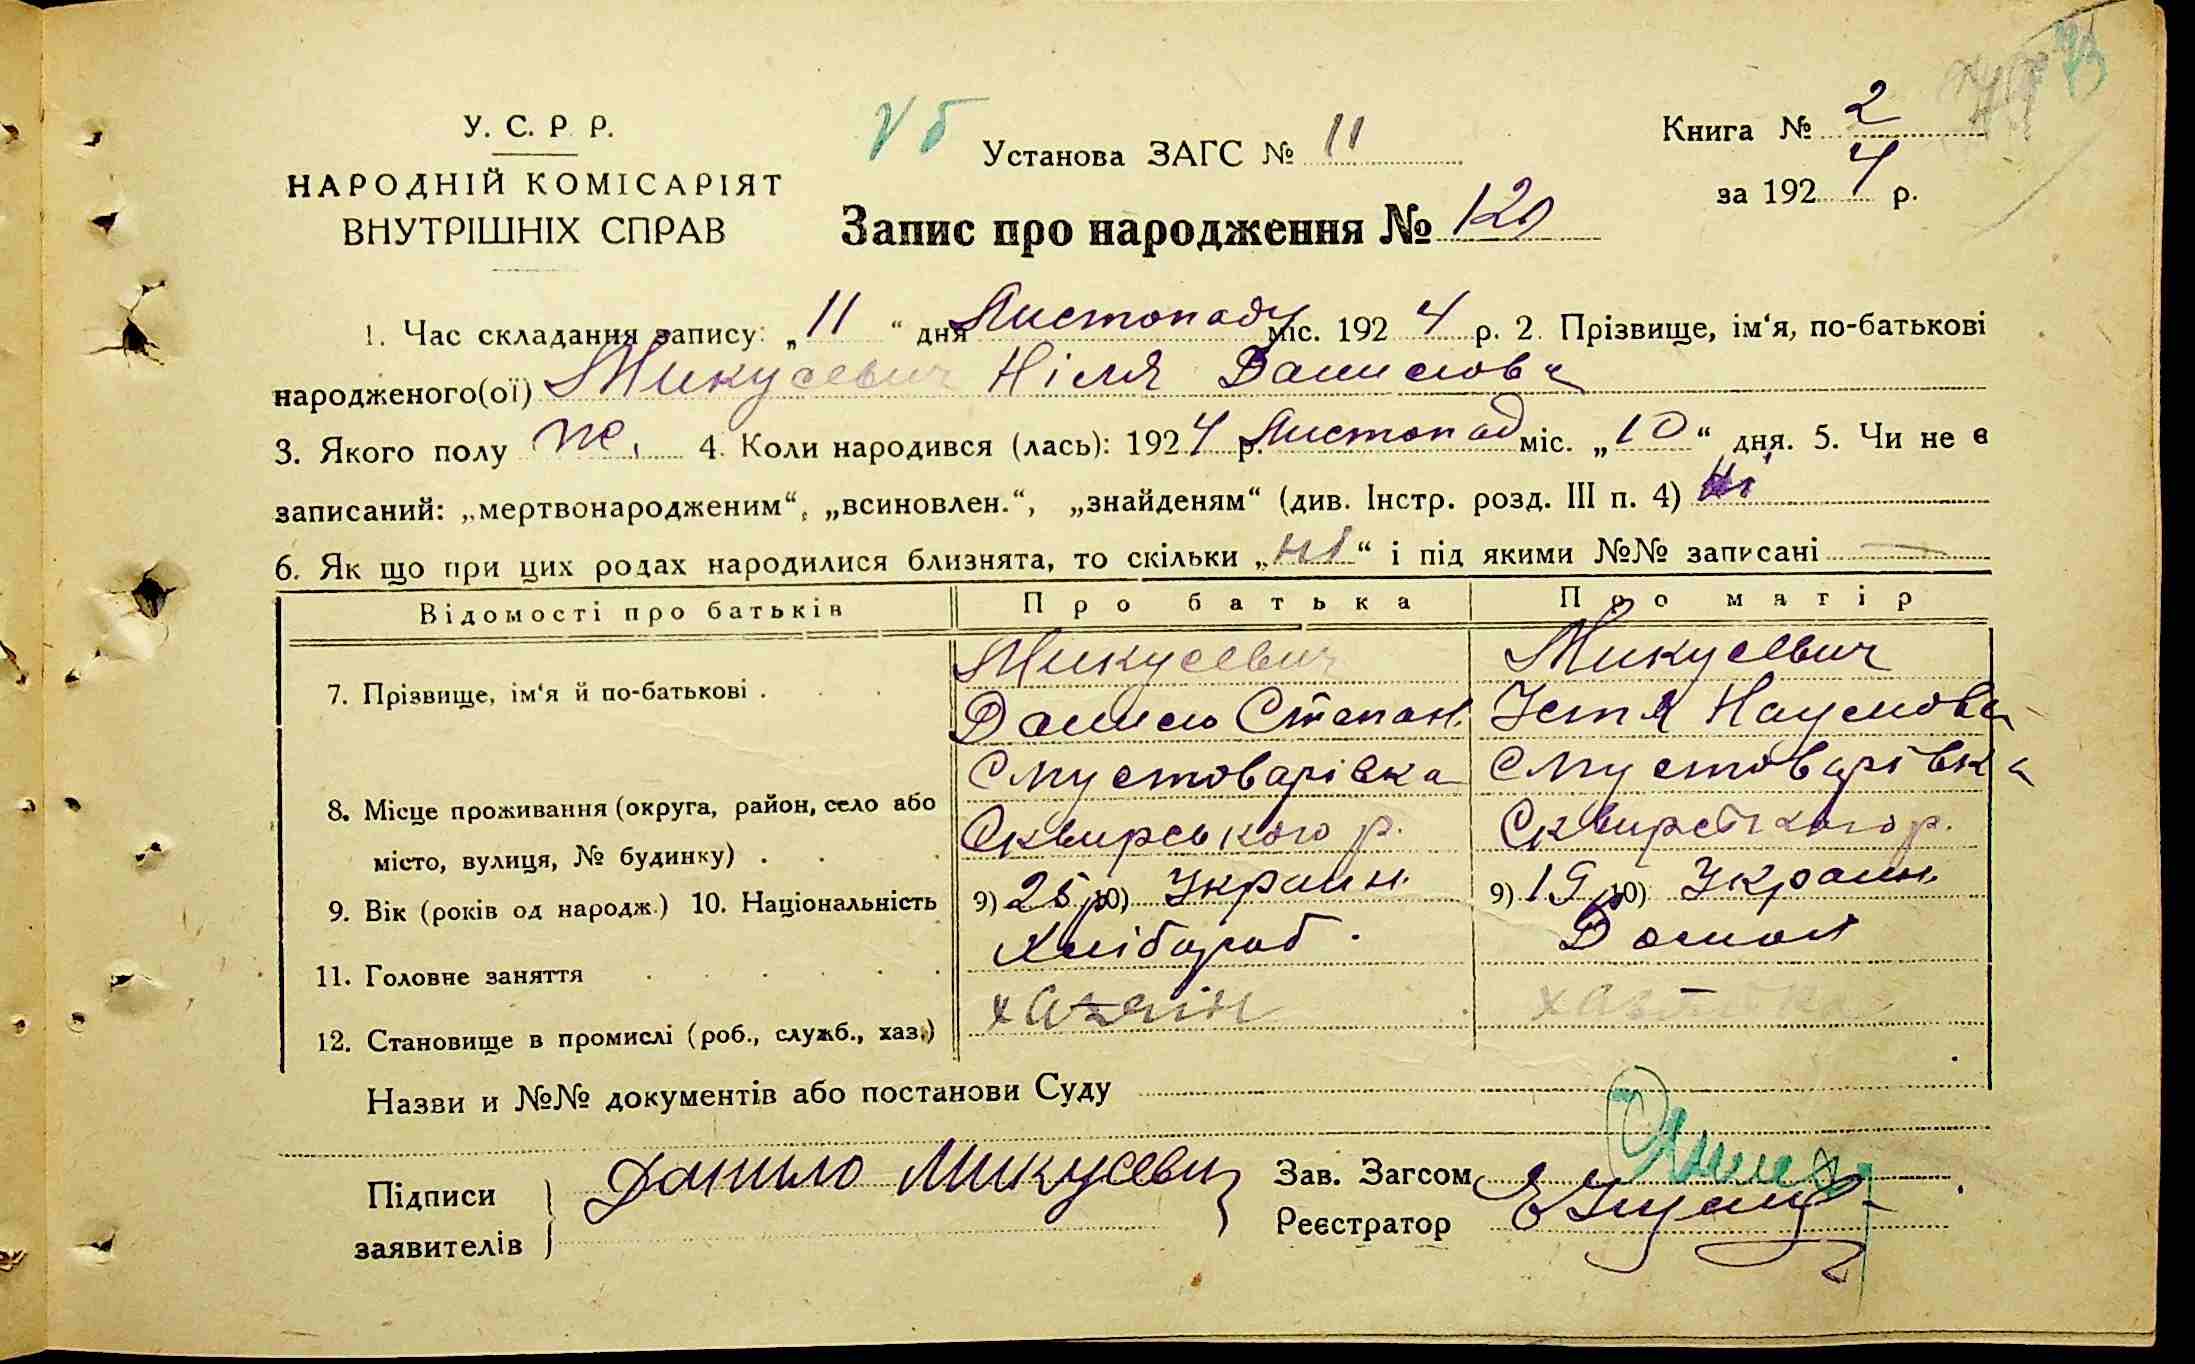 У. С. Р. Р.
НАРОДНІЙ КОМІСАРІЯТ
ВНУТРІШНІХ СПРАВ
Установа ЗАГС № 11
Книга № 2
за 1924 р.
Запис про народження № 120
1. Час складання запису: „11“ дня Листопаду міс. 1924 р. 2. Прізвище, ім‘я, по-батькові
народженого(ої) Микусевич Ніля Данилова
3. Якого полу ж. 4. Коли народився (лась): 1924 р. Листопад міс. „10“ дня. 5. Чи не є
записаний: „мертвонародженим“, „всиновлен.“, „знайденям“ (див. Інстр. розд. III п. 4) Ні
6. Як що при цих родах народилися близнята, то скільки „ні“ і під якими №№ записані —
Відомості про батьків Про батька Про матір
7. Прізвище, ім‘я й по-батькові . Микусевич Данило Степан. Микусевич Устя Наумова
8. Місце проживання (округа, район, село або
місто, вулиця, № будинку) . с Пустоварівка Сквирського р. с Пустоварівка Сквирського р.
9. Вік (років од народж.) 10. Національність 9) 25 р 10) Украин. 9) 19 10) Украин.
11. Головне заняття Хлібороб. Домаш
12. Становище в промислі (роб., служб., хаз.) хазяїн хазяйка
Назви и №№ документів або постанови Суду
Підписи
заявителів
Данило Микусевич
Зав. Загсом
Реєстратор